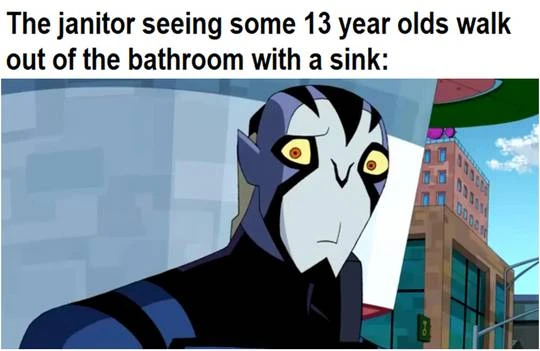 The janitor seeing some 13 year olds walk
out of the bathroom with a sink: